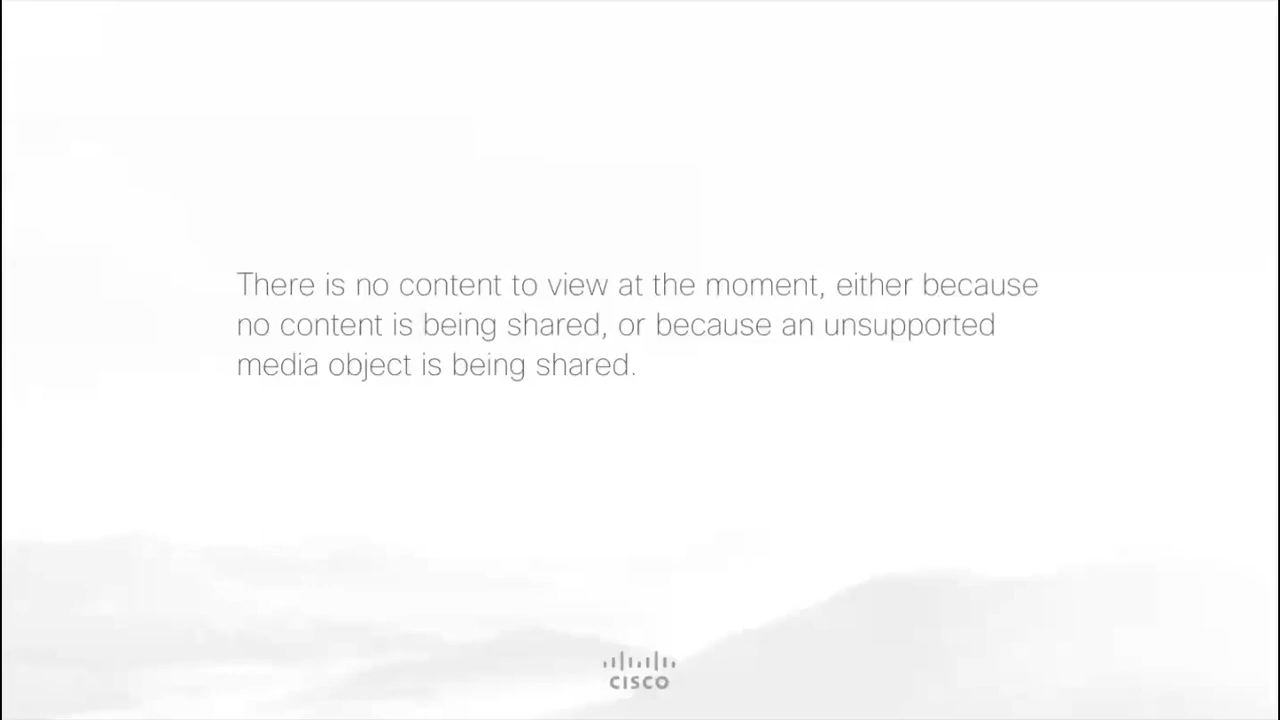 There is no content to view at the moment, either because
no content is being shared, or because an unsupported
media object is being shared.
CISCO